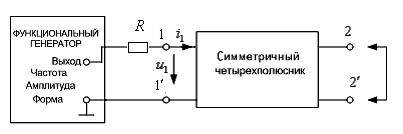 ФУНКЦИОНАЛЬНЫЙ
ГЕНЕРАТОР
Выход
Частота
Амплитуда
Форма
R
1
i₁
u₁
1′
Симметричный
четырехполюсник
2
2′